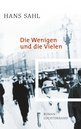 HANS SAHL
Die Wenigen
und die Vielen
ROMAN
LUCHTERHAND